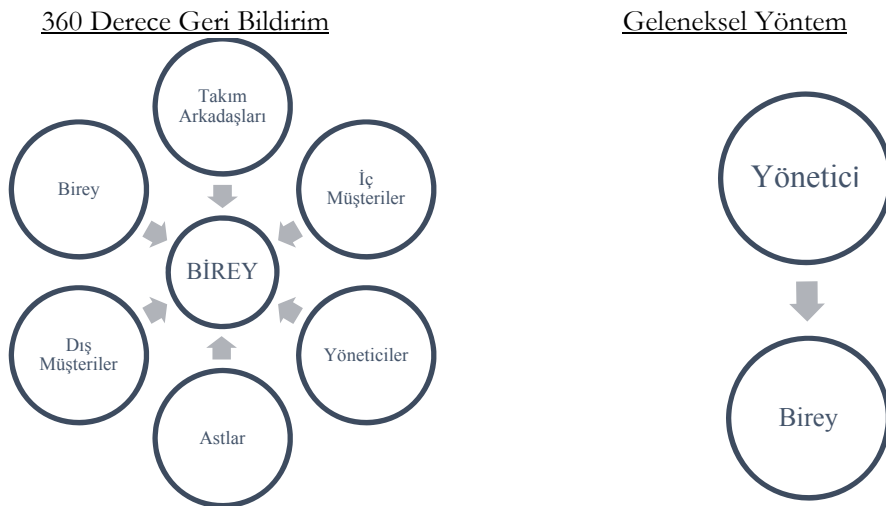 360 Derece Geri Bildirim
Geleneksel Yöntem
Takım
Arkadaşları
İç
Müşteriler
Yöneticiler
Astlar
Dış
Müşteriler
Birey
BİREY
Yönetici
Birey